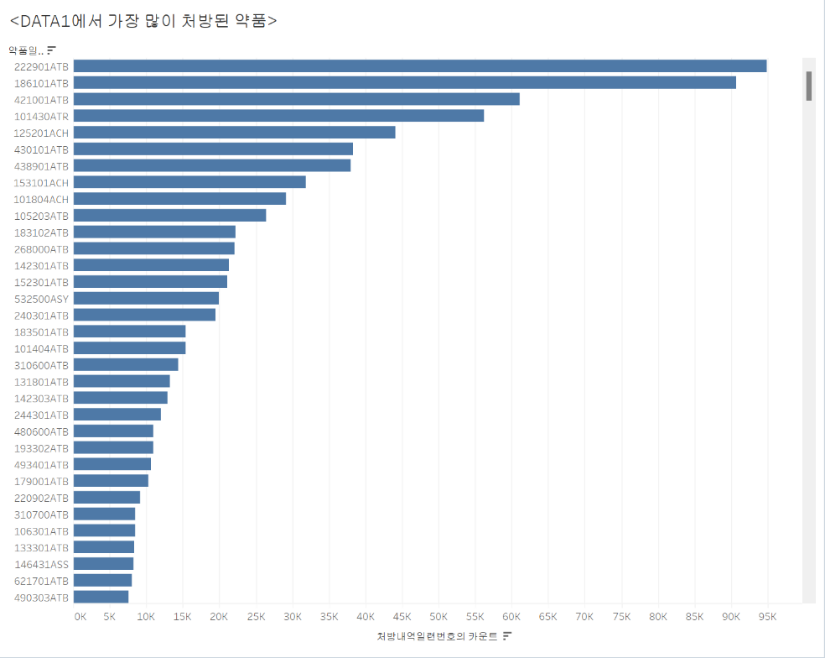 <DATA1에서 가장 많이 처방된 약품>
약품일..
222901ATB
186101ATB
421001ATB
101430ATR
125201ACH
430101ATB
438901ATB
153101ACH
101804ACH
105203ATB
183102ATB
268000ATB
142301ATB
152301ATB
532500ASY
240301ATB
183501ATB
101404ATB
310600ATB
131801ATB
142303ATB
244301ATB
480600ATB
193302ATB
493401ATB
179001ATB
220902ATB
310700ATB
106301ATB
133301ATB
146431ASS
621701ATB
490303ATB
0K 5K 10K 15K 20K 25K 30K 35K 40K 45K 50K 55K 60K 65K 70K 75K 80K 85K 90K 95K
처방내역일련번호의 카운트